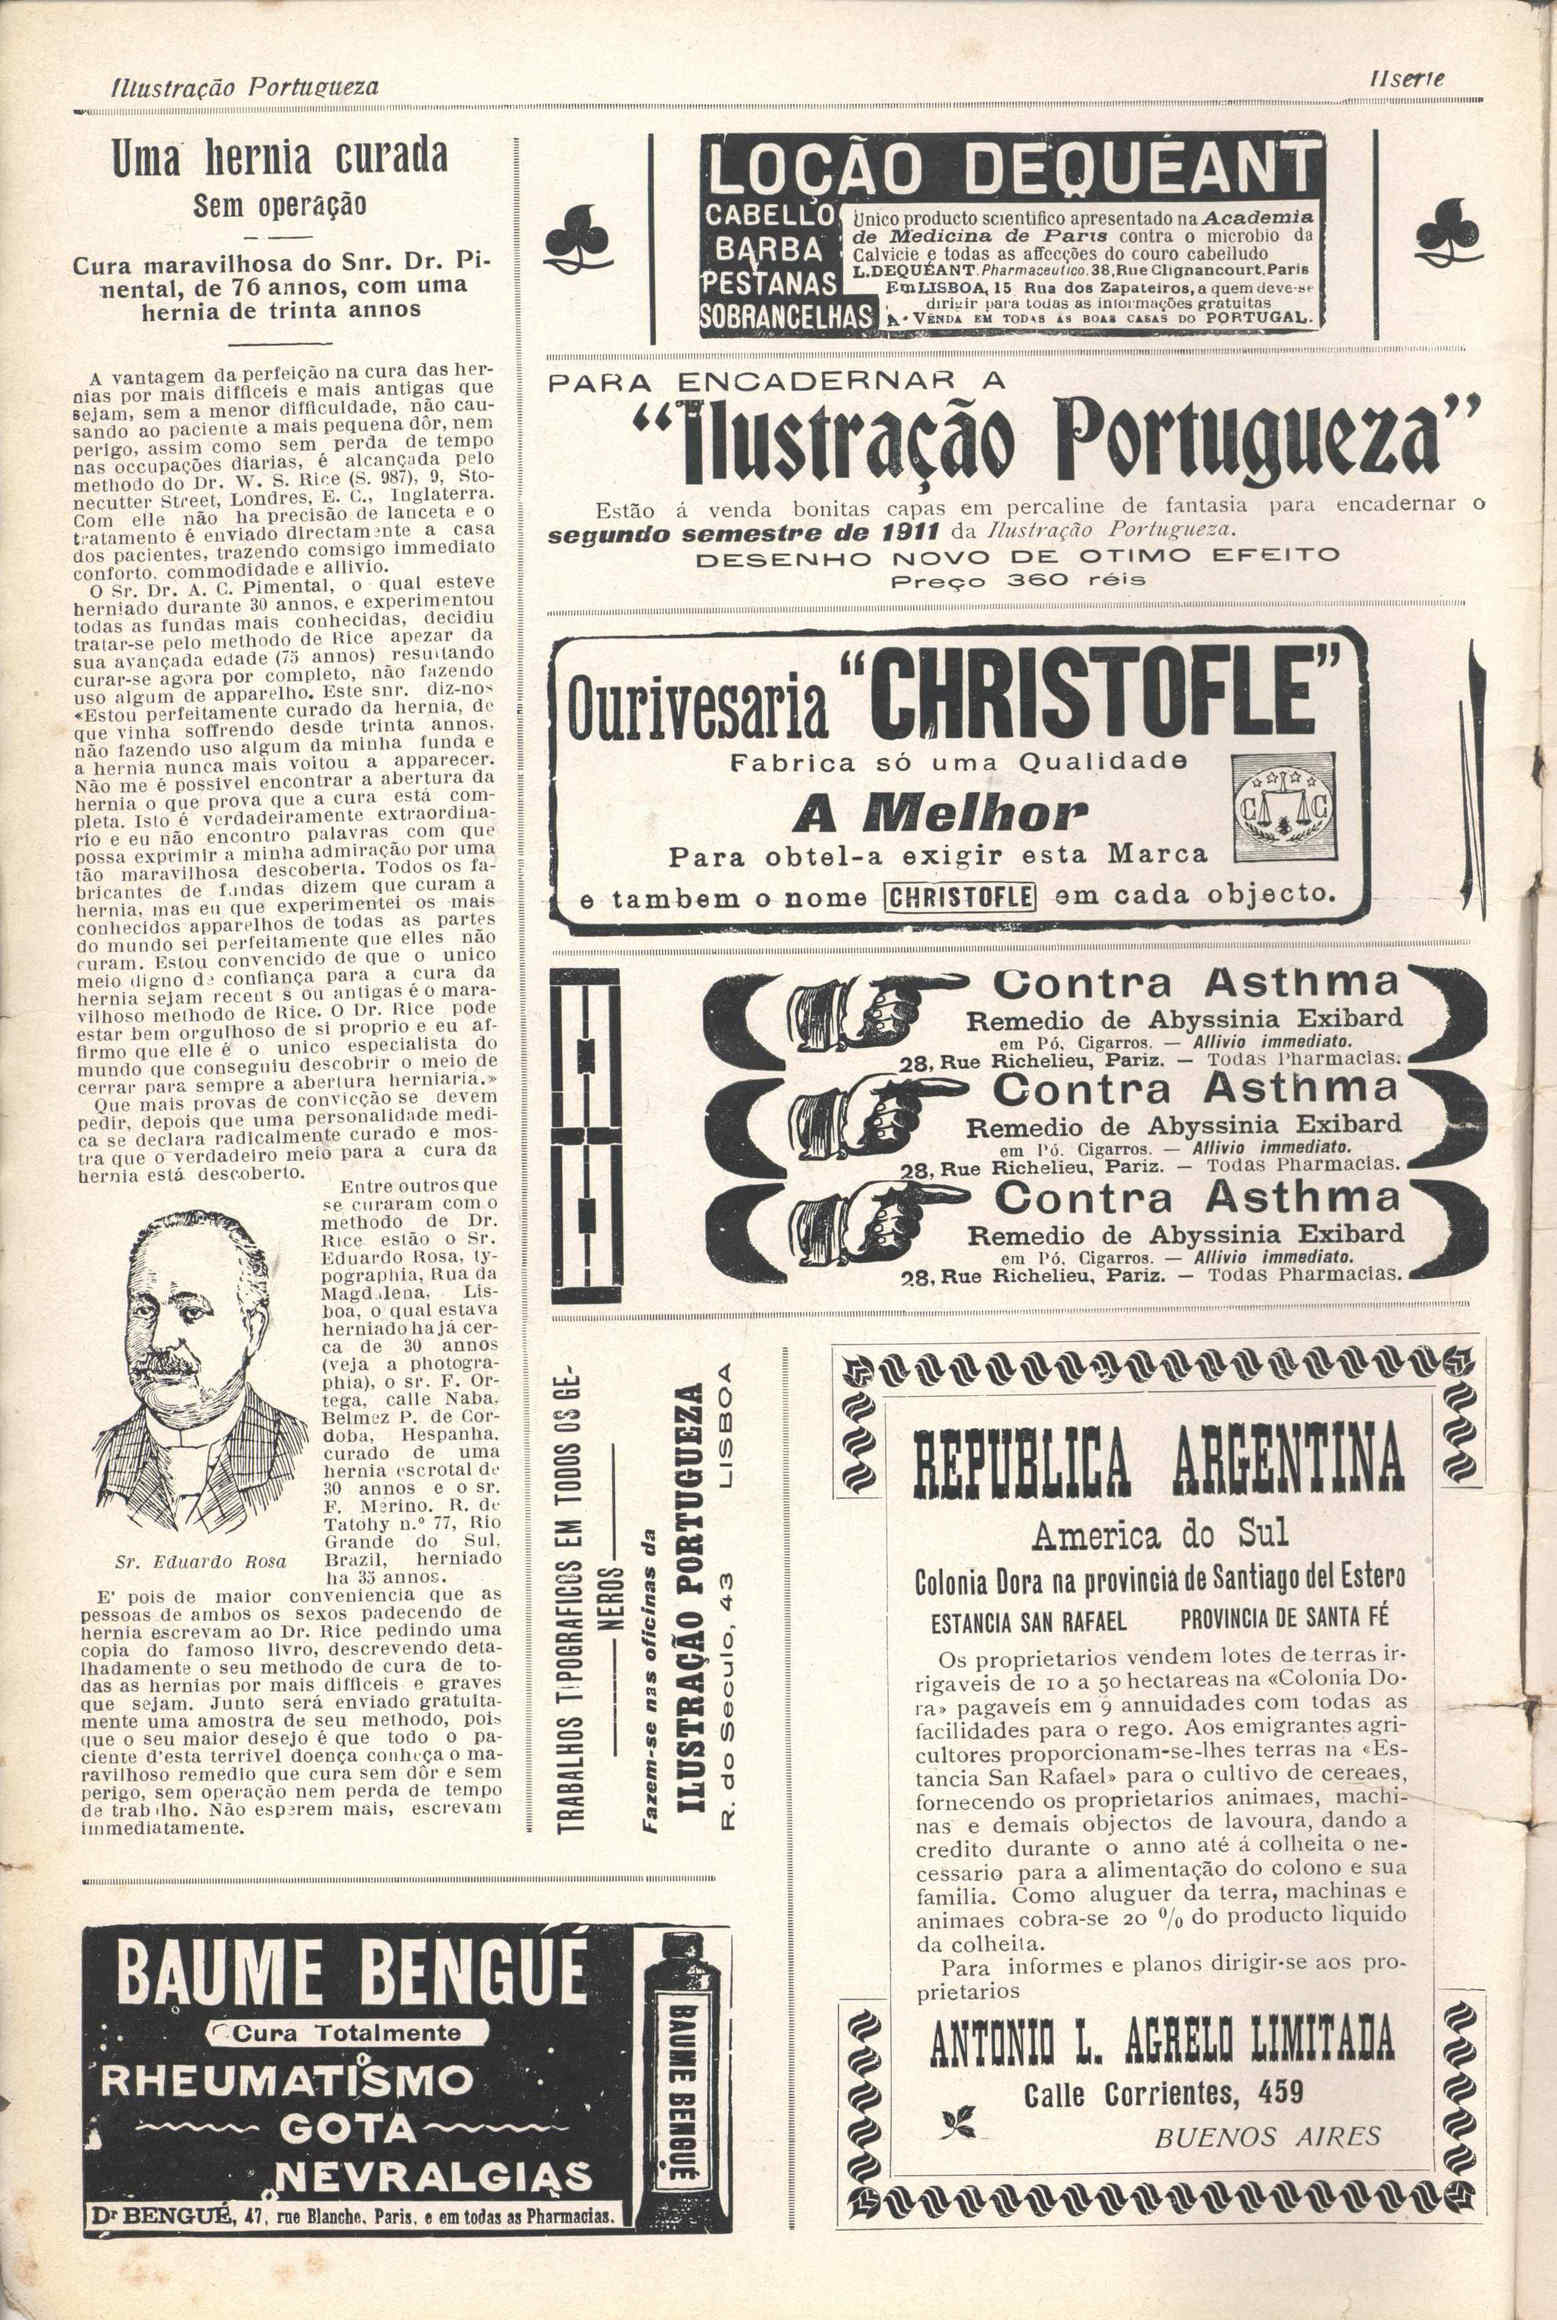 Illustração Portugueza
II serie
Uma hernia curada
Sem operação
Cura maravilhosa do Snr. Dr. Pi-
mental, de 76 annos, com uma
hernia de trinta annos
A vantagem da perfeição na cura das her-
nias por mais difficeis e mais antigas que
sejam, sem a menor difficuldade, não cau-
sando ao paciente a mais pequena dôr, nem
perigo, assim como sem perda de tempo
nas occupações diarias, é alcançada pelo
methodo do Dr. W. S. Rice (S. 987), 9, Sto-
necutter Street, Londres, E. C., Inglaterra.
Com elle não ha precisão de lanceta e o
tratamento é enviado directamente a casa
dos pacientes, trazendo comsigo immediato
conforto, commodidade e allivio.
O Sr. Dr. A. C. Pimental, o qual esteve
herniado durante 30 annos, e experimentou
todas as fundas mais conhecidas, decidiu
tratar-se pelo methodo de Rice apezar da
sua avançada edade (75 annos) resultando
curar-se agora por completo, não fazendo
uso algum de apparelho. Este snr. diz-nos
«Estou perfeitamente curado da hernia, de
que vinha soffrendo desde trinta annos,
não fazendo uso algum da minha funda e
a hernia nunca mais voitou a apparecer.
Não me é possivel encontrar a abertura da
hernia o que prova que a cura está com-
pleta. Isto é verdadeiramente extraordina-
rio e eu não encontro palavras com que
possa exprimir a minha admiração por uma
tão maravilhosa descoberta. Todos os fa-
bricantes de fundas dizem que curam a
hernia, mas eu que experimentei os mais
conhecidos apparelhos de todas as partes
do mundo sei perfeitamente que elles não
curam. Estou convencido de que o unico
meio digno de confiança para a cura da
hernia sejam recent s ou antigas é o mara-
vilhoso methodo de Rice. O Dr. Rice pode
estar bem orgulhoso de si proprio e eu af-
firmo que elle é o unico especialista do
mundo que conseguiu descobrir o meio de
cerrar para sempre a abertura herniaria.»
Que mais provas de convicção se devem
pedir, depois que uma personalidade medi-
ca se declara radicalmente curado e mos-
tra que o verdadeiro meio para a cura da
hernia está descoberto.
Entre outros que
se curaram com o
methodo de Dr.
Rice estão o Sr.
Eduardo Rosa, ty-
pographia, Rua da
Magdalena, Lis-
boa, o qual estava
herniado ha já cer-
ca de 30 annos
(veja a photogra-
phia), o sr. F. Or-
tega, calle Naba,
Belmez P. de Cor-
doba, Hespanha,
curado de uma
hernia escrotal de
30 annos e o sr.
F. Merino, R. de
Tatohy n.º 77, Rio
Grande do Sul,
Brazil, herniado
ha 35 annos.
Sr. Eduardo Rosa
E' pois de maior conveniencia que as
pessoas de ambos os sexos padecendo de
hernia escrevam ao Dr. Rice pedindo uma
copia do famoso livro, descrevendo deta-
lhadamente o seu methodo de cura de to-
das as hernias por mais difficeis e graves
que sejam. Junto será enviado gratuita-
mente uma amostra de seu methodo, pois
que o seu maior desejo é que todo o pa-
ciente d'esta terrivel doença conheça o ma-
ravilhoso remedio que cura sem dôr e sem
perigo, sem operação nem perda de tempo
de trabalho. Não esperem mais, escrevam
immediatamente.
BAUME BENGUÉ
Cura Totalmente
RHEUMATISMO
GOTA
NEVRALGIAS
Dr BENGUÉ, 47, rue Blanche, Paris, e em todas as Pharmacias.
BAUME BENGUÉ
LOÇÃO DEQUÉANT
CABELLO
BARBA
PESTANAS
SOBRANCELHAS
Unico producto scientifico apresentado na Academia
de Medicina de Paris contra o microbio da
Calvicie e todas as affecções do couro cabelludo
L. DEQUÉANT, Pharmaceutico, 38, Rue Clignancourt, Paris
Em LISBOA, 15 Rua dos Zapateiros, a quem deve-se
dirigir para todas as informações gratuitas
A' VENDA EM TODAS AS BOAS CASAS DO PORTUGAL.
PARA ENCADERNAR A
"Ilustração Portugueza"
Estão á venda bonitas capas em percaline de fantasia para encadernar o
segundo semestre de 1911 da Ilustração Portugueza.
DESENHO NOVO DE OTIMO EFEITO
Preço 360 réis
Ourivesaria "CHRISTOFLE"
Fabrica só uma Qualidade
A Melhor
Para obtel-a exigir esta Marca
e tambem o nome CHRISTOFLE em cada objecto.
C C
Contra Asthma
Remedio de Abyssinia Exibard
em Pó, Cigarros. — Allivio immediato.
28, Rue Richelieu, Pariz. — Todas Pharmacias.
Contra Asthma
Remedio de Abyssinia Exibard
em Pó, Cigarros. — Allivio immediato.
28, Rue Richelieu, Pariz. — Todas Pharmacias.
Contra Asthma
Remedio de Abyssinia Exibard
em Pó, Cigarros. — Allivio immediato.
28, Rue Richelieu, Pariz. — Todas Pharmacias.
TRABALHOS TIPOGRAFICOS EM TODOS OS GE-
NEROS
Fazem-se nas oficinas da
ILUSTRAÇÃO PORTUGUEZA
R. do Seculo, 43 LISBOA
REPUBLICA ARGENTINA
America do Sul
Colonia Dora na provincia de Santiago del Estero
ESTANCIA SAN RAFAEL PROVINCIA DE SANTA FÉ
Os proprietarios vendem lotes de terras ir-
rigaveis de 10 a 50 hectareas na «Colonia Do-
ra» pagaveis em 9 annuidades com todas as
facilidades para o rego. Aos emigrantes agri-
cultores proporcionam-se-lhes terras na «Es-
tancia San Rafael» para o cultivo de cereaes,
fornecendo os proprietarios animaes, machi-
nas e demais objectos de lavoura, dando a
credito durante o anno até á colheita o ne-
cessario para a alimentação do colono e sua
familia. Como aluguer da terra, machinas e
animaes cobra-se 20 % do producto liquido
da colheita.
Para informes e planos dirigir-se aos pro-
prietarios
ANTONIO L. AGRELO LIMITADA
Calle Corrientes, 459
BUENOS AIRES